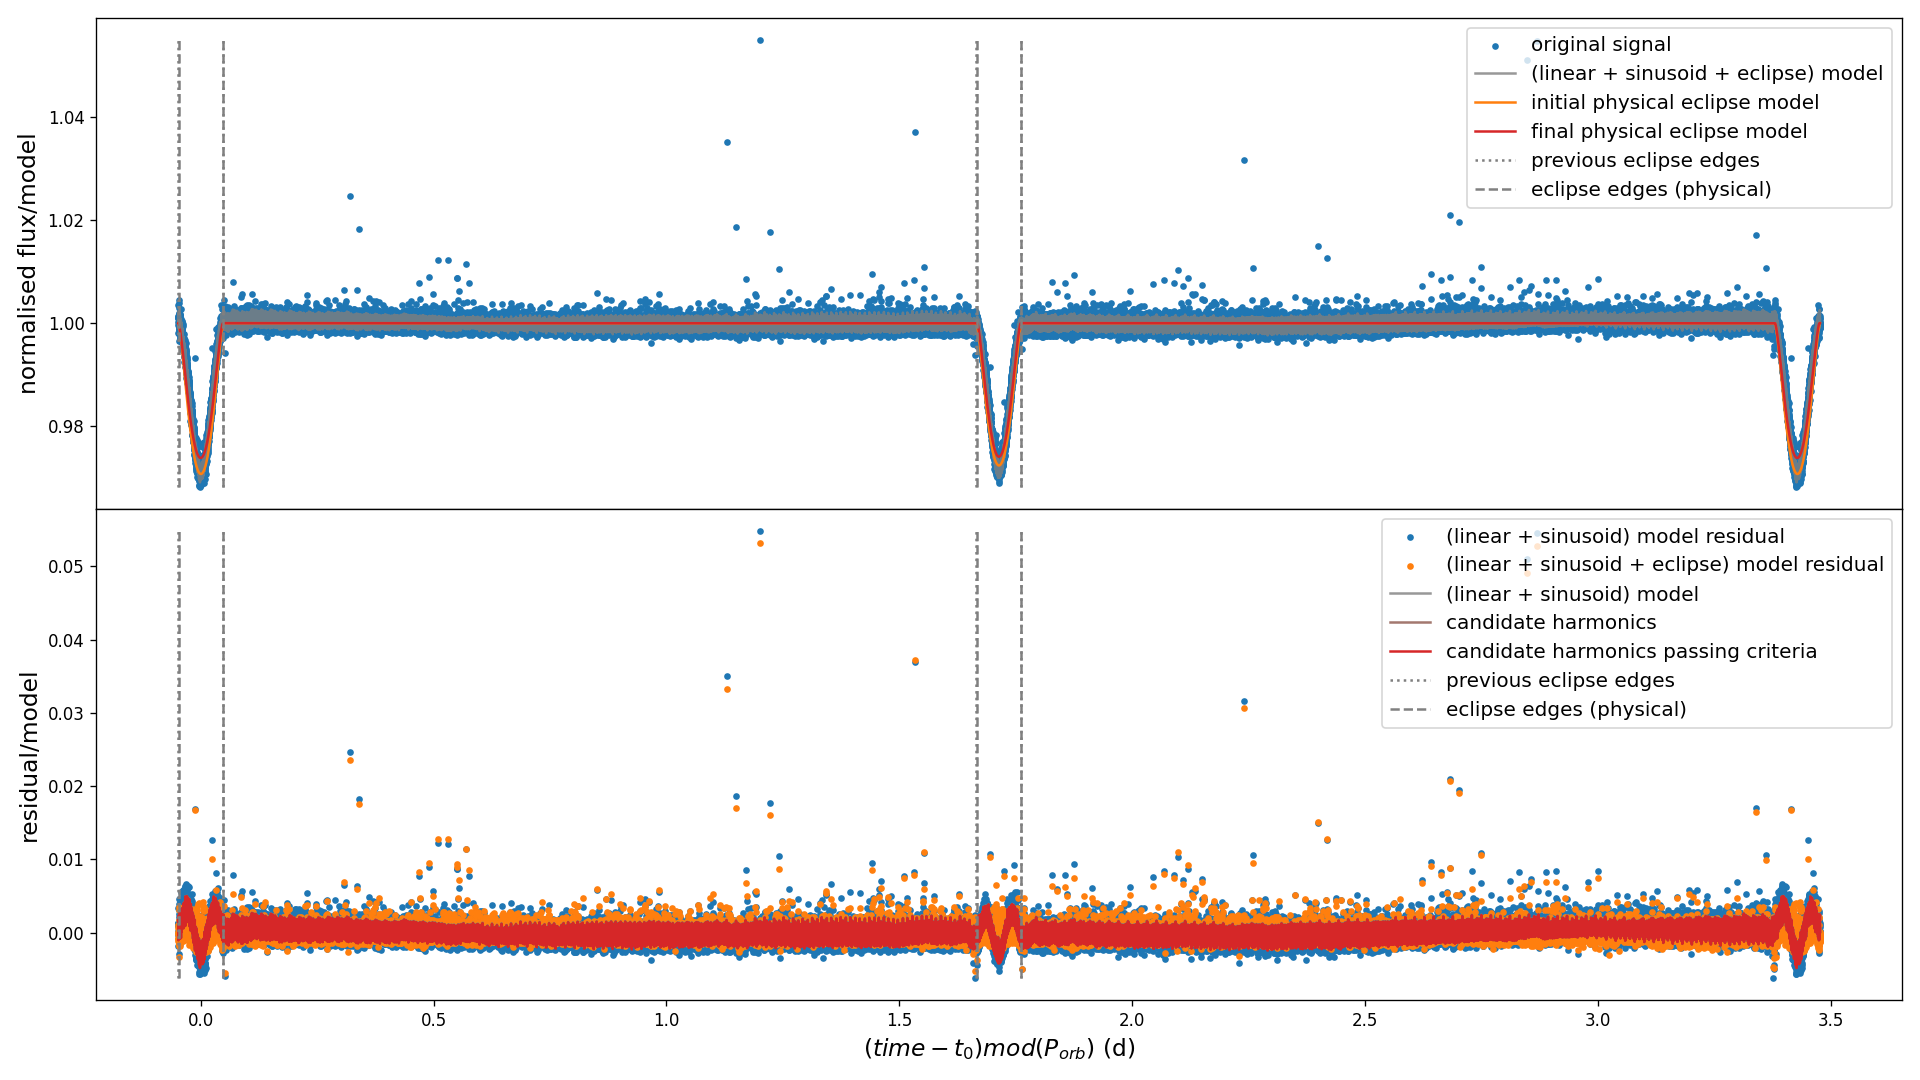 original signal
(linear + sinusoid + eclipse) model
initial physical eclipse model
final physical eclipse model
previous eclipse edges
eclipse edges (physical)
normalised flux/model
1.04
1.02
1.00
0.98
(linear + sinusoid) model residual
(linear + sinusoid + eclipse) model residual
(linear + sinusoid) model
candidate harmonics
candidate harmonics passing criteria
previous eclipse edges
eclipse edges (physical)
residual/model
0.05
0.04
0.03
0.02
0.01
0.00
0.0 0.5 1.0 1.5 2.0 2.5 3.0 3.5
(time − t₀)mod(Pₒᵣb) (d)